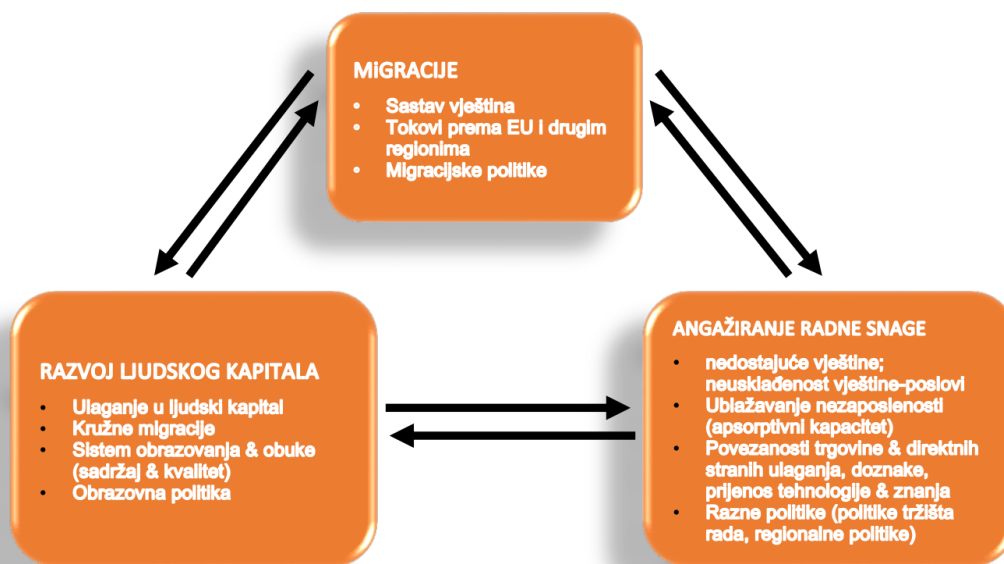 MiGRACIJE
• Sastav vještina
• Tokovi prema EU i drugim
regionima
• Migracijske politike
RAZVOJ LJUDSKOG KAPITALA
• Ulaganje u ljudski kapital
• Kružne migracije
• Sistem obrazovanja & obuke
(sadržaj & kvalitet)
• Obrazovna politika
ANGAŽIRANJE RADNE SNAGE
• nedostajuće vještine;
neusklađenost vještine-poslovi
• Ublažavanje nezaposlenosti
(apsorptivni kapacitet)
• Povezanosti trgovine & direktnih
stranih ulaganja, doznake,
prijenos tehnologije & znanja
• Razne politike (politike tržišta
rada, regionalne politike)